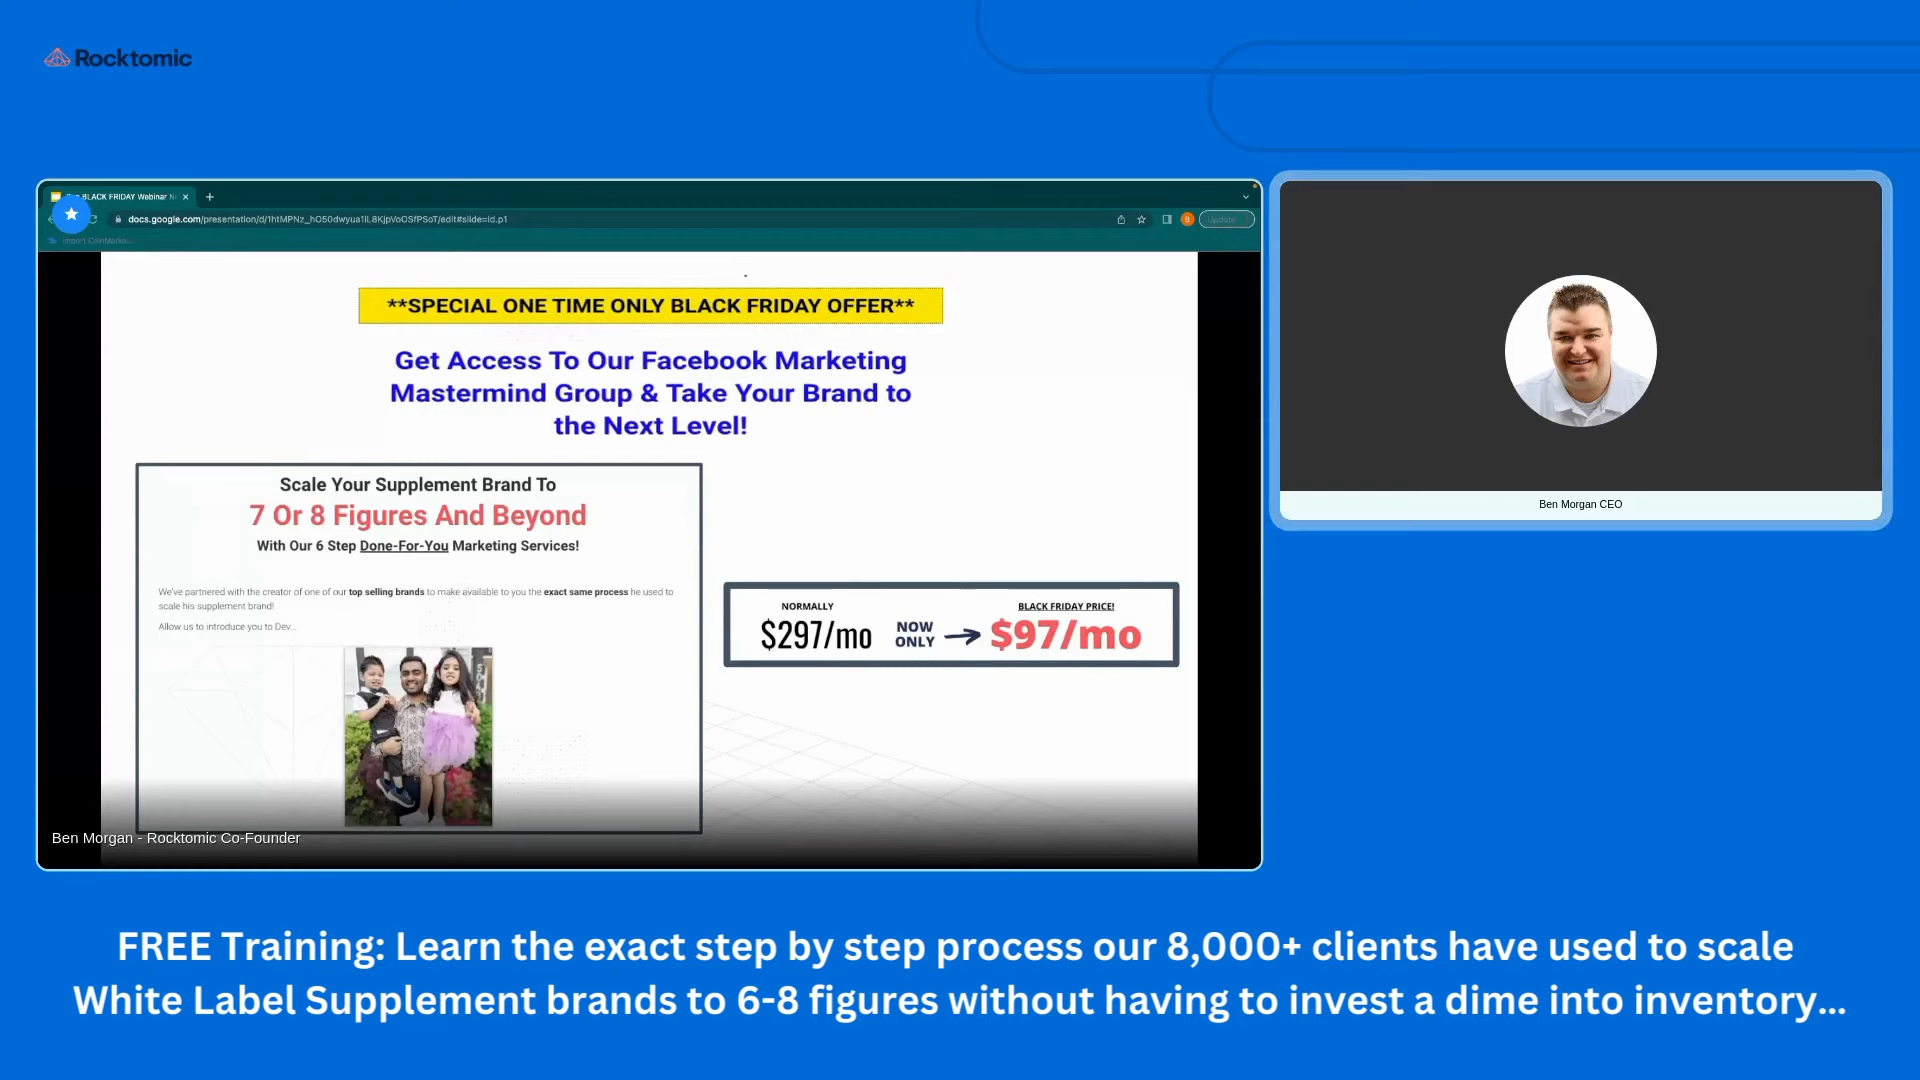 Rocktomic
BLACK FRIDAY Webinar
docs.google.com/presentation/d/1htMPNz_hO50dwyua1iL8KjpVoOSfPSoT/edit#slide=id.p1
Update
Import CoinMarke...
**SPECIAL ONE TIME ONLY BLACK FRIDAY OFFER**
Get Access To Our Facebook Marketing
Mastermind Group & Take Your Brand to
the Next Level!
Scale Your Supplement Brand To
7 Or 8 Figures And Beyond
With Our 6 Step Done-For-You Marketing Services!
We've partnered with the creator of one of our top selling brands to make available to you the exact same process he used to
scale his supplement brand!
Allow us to introduce you to Dev...
NORMALLY
$297/mo
NOW
ONLY
BLACK FRIDAY PRICE!
$97/mo
Ben Morgan - Rocktomic Co-Founder
Ben Morgan CEO
FREE Training: Learn the exact step by step process our 8,000+ clients have used to scale
White Label Supplement brands to 6-8 figures without having to invest a dime into inventory...